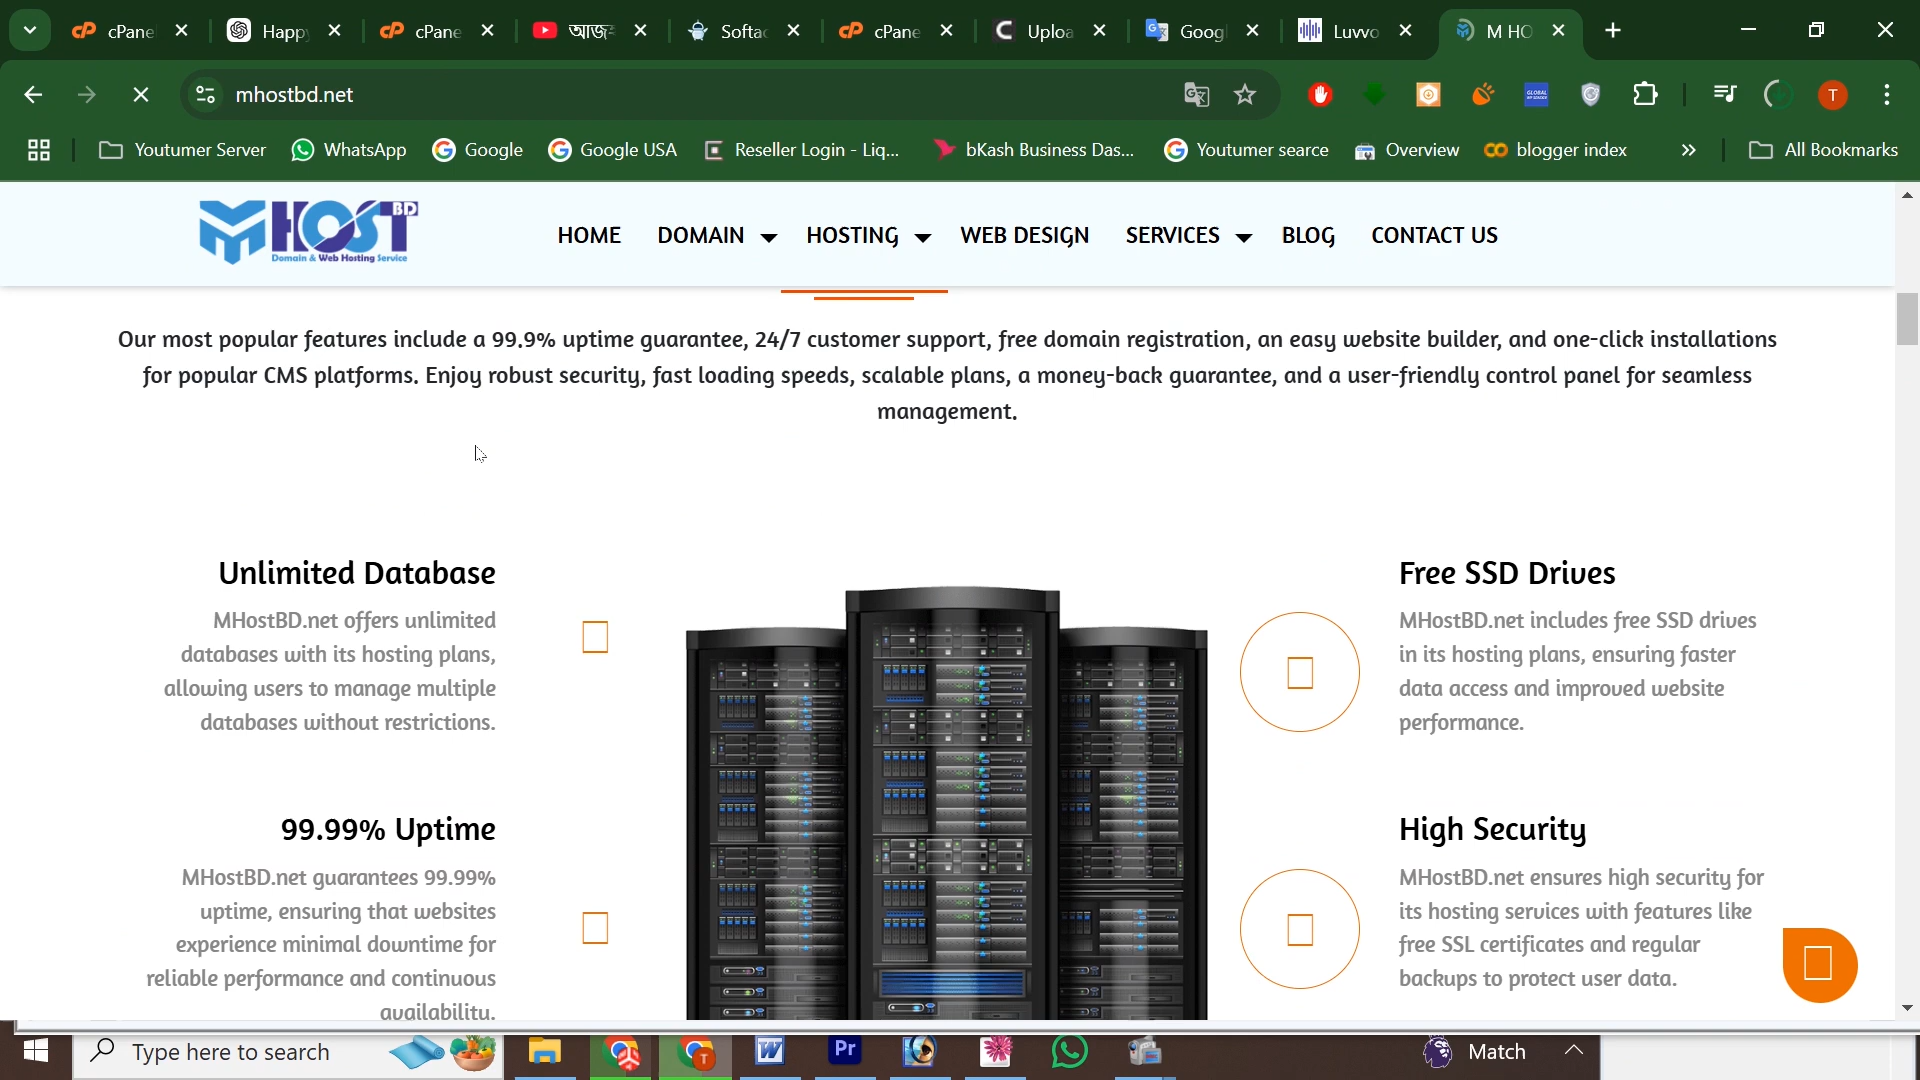 cPane
Happy
cPane
আজ
Softac
cPane
Uploa
Googl
Luvvo
M HO
mhostbd.net
GLOBAL
T
Youtumer Server
WhatsApp
Google
Google USA
Reseller Login - Liq...
bKash Business Das...
Youtumer searce
Overview
blogger index
All Bookmarks
MHOST BD
Domain & Web Hosting Service
HOME
DOMAIN
HOSTING
WEB DESIGN
SERVICES
BLOG
CONTACT US
Our most popular features include a 99.9% uptime guarantee, 24/7 customer support, free domain registration, an easy website builder, and one-click installations
for popular CMS platforms. Enjoy robust security, fast loading speeds, scalable plans, a money-back guarantee, and a user-friendly control panel for seamless
management.
Unlimited Database
MHostBD.net offers unlimited
databases with its hosting plans,
allowing users to manage multiple
databases without restrictions.
Free SSD Drives
MHostBD.net includes free SSD drives
in its hosting plans, ensuring faster
data access and improved website
performance.
99.99% Uptime
MHostBD.net guarantees 99.99%
uptime, ensuring that websites
experience minimal downtime for
reliable performance and continuous
availability.
High Security
MHostBD.net ensures high security for
its hosting services with features like
free SSL certificates and regular
backups to protect user data.
Type here to search
T
W
Pr
Match